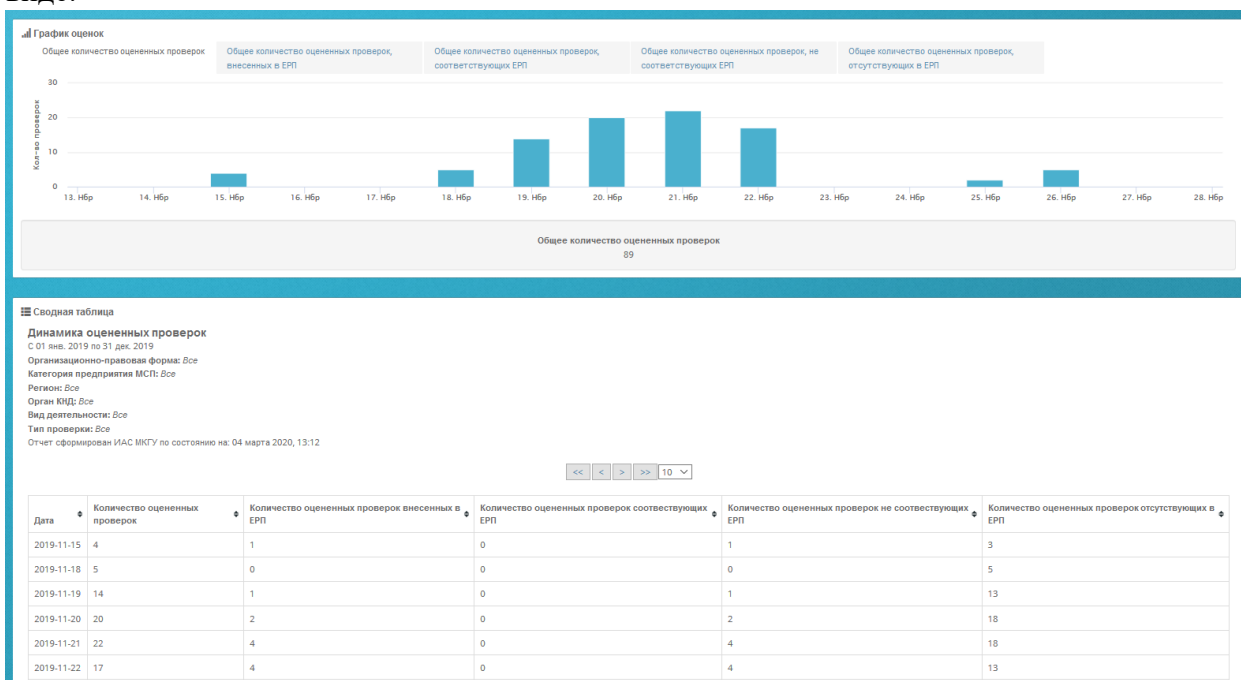 График оценок
Общее количество оцененных проверок
Общее количество оцененных проверок,
внесенных в ЕРП
Общее количество оцененных проверок,
соответствующих ЕРП
Общее количество оцененных проверок, не
соответствующих ЕРП
Общее количество оцененных проверок,
отсутствующих в ЕРП
Кол-во проверок
30
20
10
0
13. Нбр 14. Нбр 15. Нбр 16. Нбр 17. Нбр 18. Нбр 19. Нбр 20. Нбр 21. Нбр 22. Нбр 23. Нбр 24. Нбр 25. Нбр 26. Нбр 27. Нбр 28. Нбр
Общее количество оцененных проверок
89
Сводная таблица
Динамика оцененных проверок
С 01 янв. 2019 по 31 дек. 2019
Организационно-правовая форма: Все
Категория предприятия МСП: Все
Регион: Все
Орган КНД: Все
Вид деятельности: Все
Тип проверки: Все
Отчет сформирован ИАС МКГУ по состоянию на: 04 марта 2020, 13:12
<< < > >> 10
Дата
Количество оцененных
проверок
Количество оцененных проверок внесенных в
ЕРП
Количество оцененных проверок соотвествующих
ЕРП
Количество оцененных проверок не соотвествующих
ЕРП
Количество оцененных проверок отсутствующих в
ЕРП
2019-11-15 4 1 0 1 3
2019-11-18 5 0 0 0 5
2019-11-19 14 1 0 1 13
2019-11-20 20 2 0 2 18
2019-11-21 22 4 0 4 18
2019-11-22 17 4 0 4 13